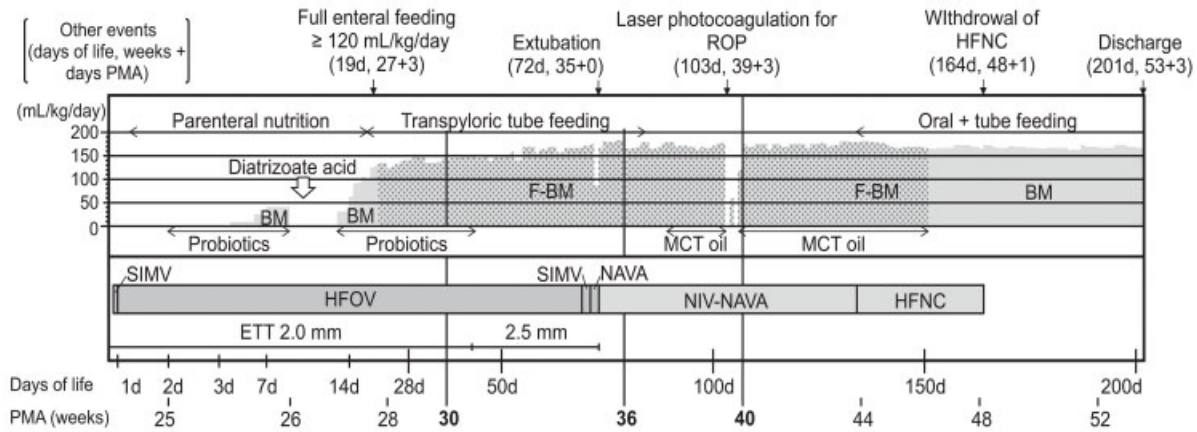 Other events
(days of life, weeks +
days PMA)
Full enteral feeding
≥ 120 mL/kg/day
(19d, 27+3)
Extubation
(72d, 35+0)
Laser photocoagulation for
ROP
(103d, 39+3)
WIthdrawal of
HFNC
(164d, 48+1)
Discharge
(201d, 53+3)
(mL/kg/day)
200
150
100
50
0
Parenteral nutrition
Transpyloric tube feeding
Oral + tube feeding
Diatrizoate acid
BM
BM
F-BM
F-BM
BM
Probiotics
Probiotics
MCT oil
MCT oil
SIMV
SIMV
NAVA
HFOV
NIV-NAVA
HFNC
ETT 2.0 mm
2.5 mm
Days of life
1d
2d
3d
7d
14d
28d
50d
100d
150d
200d
PMA (weeks)
25
26
28
30
36
40
44
48
52